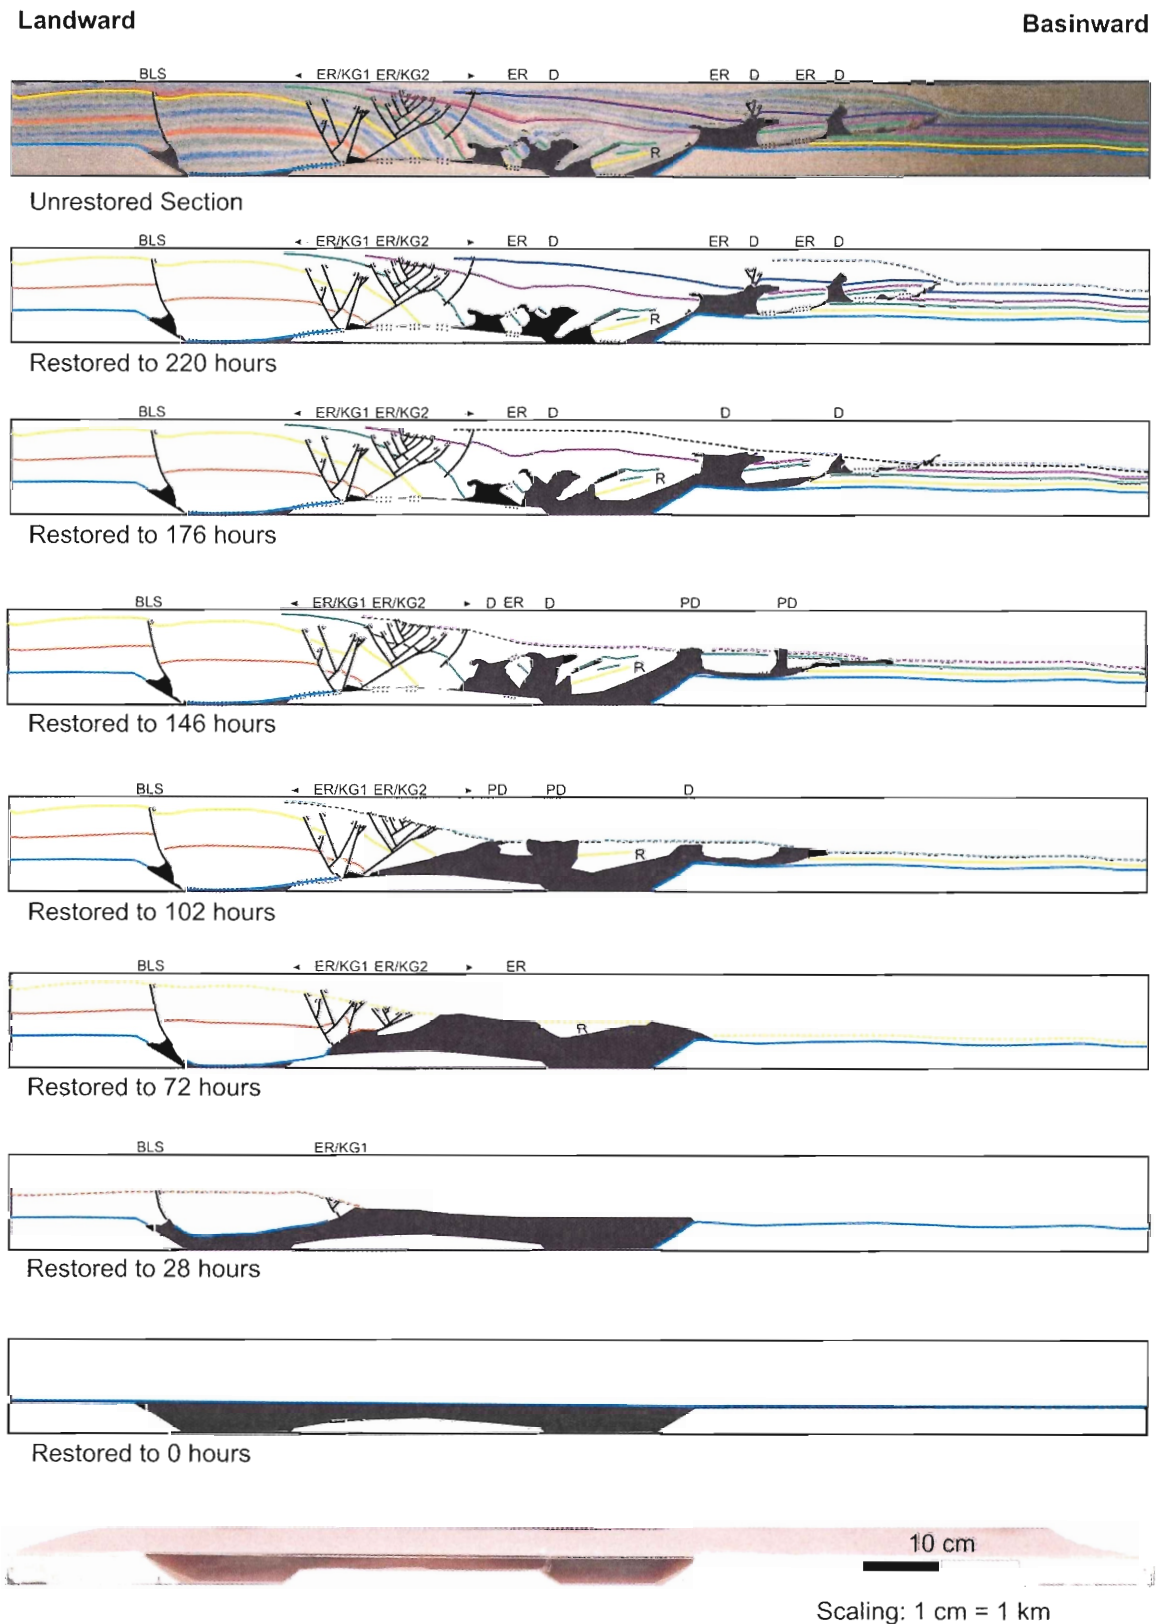 Landward Basinward
BLS ER/KG1 ER/KG2 ER D ER D ER D
R
Unrestored Section
BLS ER/KG1 ER/KG2 ER D ER D ER D
R
Restored to 220 hours
BLS ER/KG1 ER/KG2 ER D D D
R
Restored to 176 hours
BLS ER/KG1 ER/KG2 D ER D PD PD
R
Restored to 146 hours
BLS ER/KG1 ER/KG2 PD PD D
R
Restored to 102 hours
BLS ER/KG1 ER/KG2 ER
R
Restored to 72 hours
BLS ER/KG1
Restored to 28 hours
Restored to 0 hours
10 cm
Scaling: 1 cm = 1 km